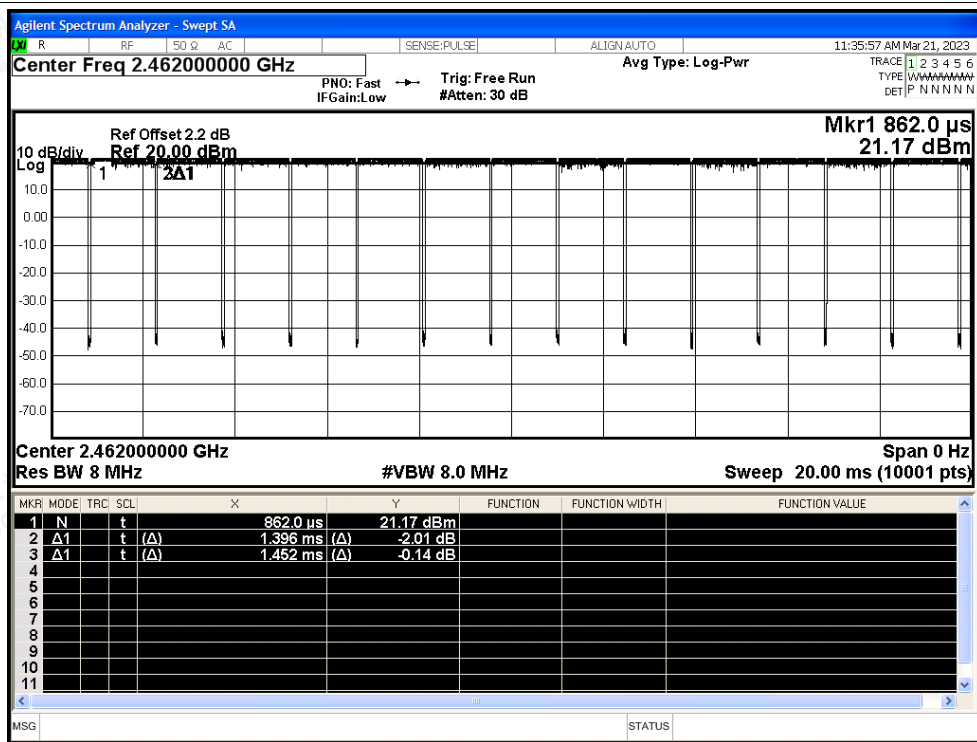 Agilent Spectrum Analyzer - Swept SA
LXI R RF 50 Ω AC SENSE:PULSE ALIGN AUTO 11:35:57 AM Mar 21, 2023
Center Freq 2.462000000 GHz
PNO: Fast Trig: Free Run
IFGain:Low #Atten: 30 dB
Avg Type: Log-Pwr
TRACE 1 2 3 4 5 6
TYPE
DET P N N N N N
Mkr1 862.0 µs
21.17 dBm
Ref Offset 2.2 dB
10 dB/div Ref 20.00 dBm
Log
1 3Δ1
10.0
0.00
-10.0
-20.0
-30.0
-40.0
-50.0
-60.0
-70.0
Center 2.462000000 GHz Span 0 Hz
Res BW 8 MHz #VBW 8.0 MHz Sweep 20.00 ms (10001 pts)
MKR MODE TRC SCL X Y FUNCTION FUNCTION WIDTH FUNCTION VALUE
1 N t 862.0 µs 21.17 dBm
2 Δ1 t (Δ) 1.396 ms (Δ) -2.01 dB
3 Δ1 t (Δ) 1.452 ms (Δ) -0.14 dB
4
5
6
7
8
9
10
11
MSG STATUS